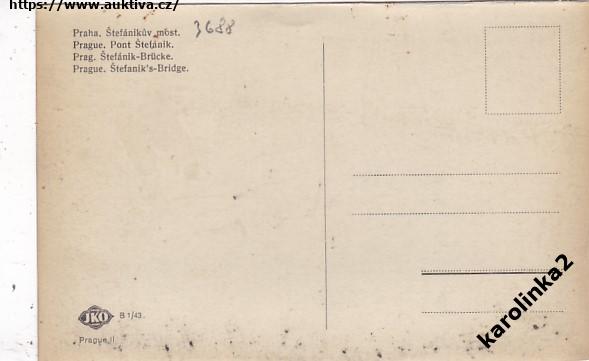 https://www.auktiva.cz/
Praha. Štefánikův most.
Prague. Pont Štefánik.
Prag. Štefánik-Brücke.
Prague. Štefanik's-Bridge.
3688
JKO
B 1/43.
Prague II
karolinka2